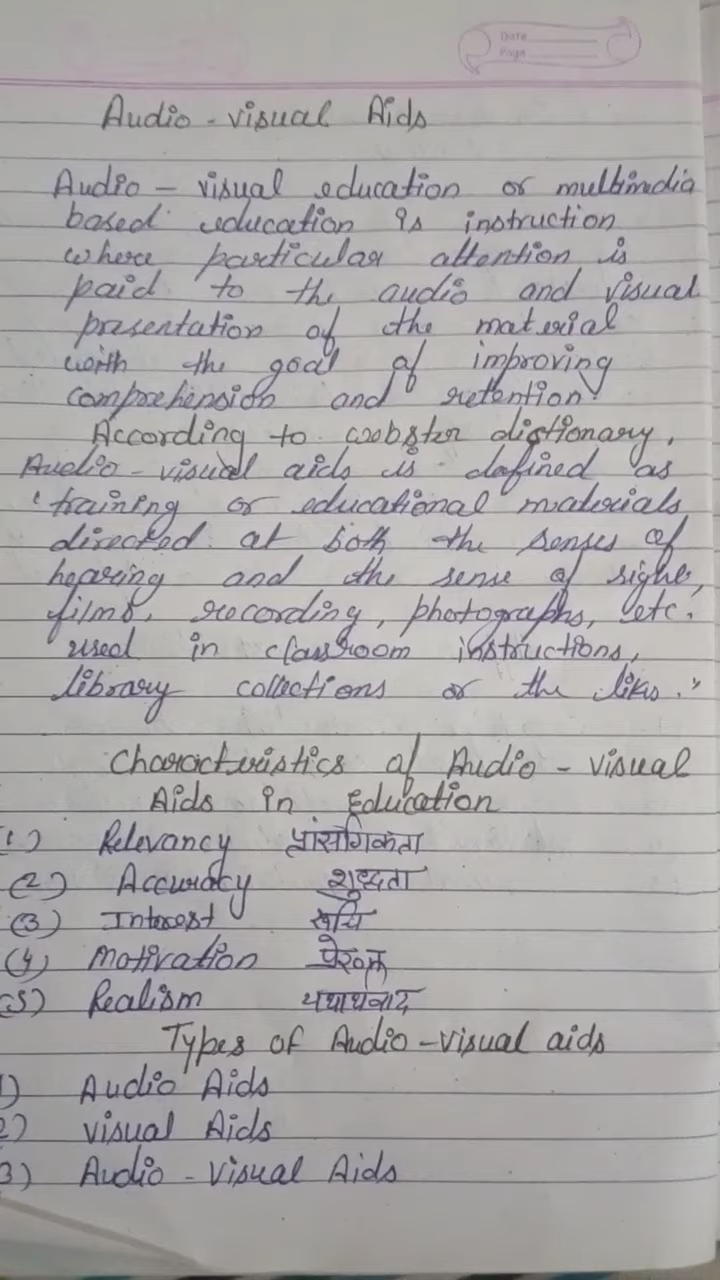 Date
Page
Audio - visual Aids
Audio - visual education or multimedia
based education is instruction
where particular attention is
paid to the audio and visual
presentation of the material
with the goal of improving
comprehension and retention.
According to webster dictionary,
Audio - visual aids is defined as
'training or educational materials
directed at both the senses of
hearing and the sense of sight,
films, recording, photographs, etc.
used in classroom instructions,
library collections or the likes."
Characteristics of Audio - visual
Aids in Education
(1) Relevancy प्रांसगिकता
(2) Accuracy शुद्धता
(3) Interest रूचि
(4) Motivation
(5) Realism यथार्थवाद
Types of Audio - visual aids
1) Audio Aids
2) visual Aids
3) Audio - Visual Aids